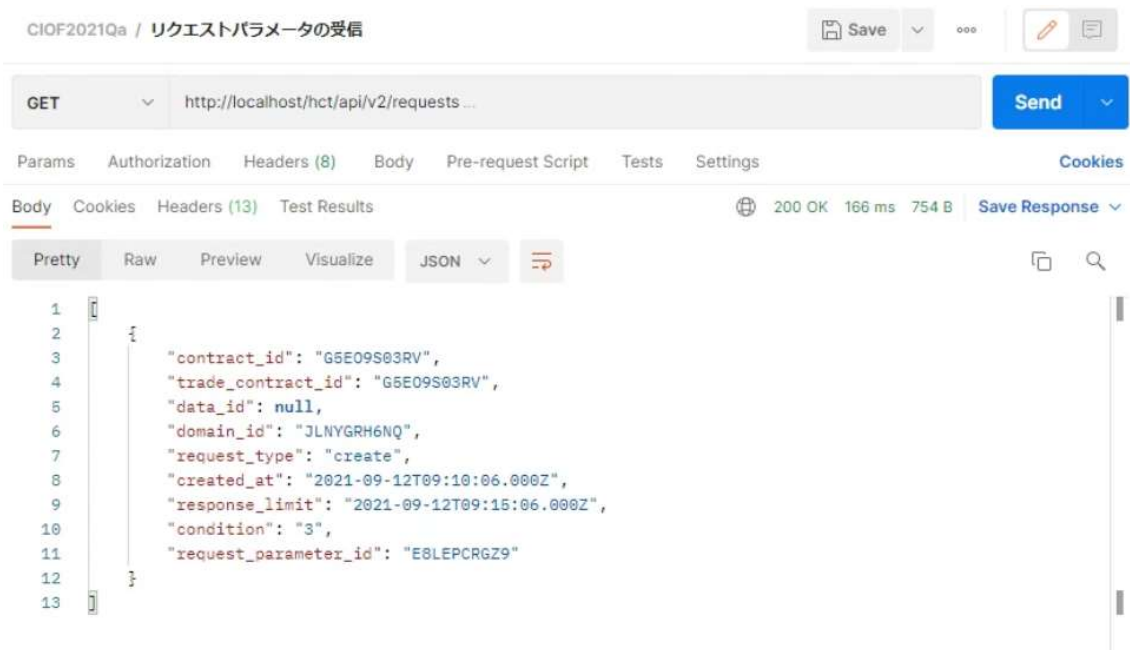 CIOF2021Qa / リクエストパラメータの受信 Save
GET http://localhost/hct/api/v2/requests ... Send
Params Authorization Headers (8) Body Pre-request Script Tests Settings Cookies
Body Cookies Headers (13) Test Results 200 OK 166 ms 754 B Save Response
Pretty Raw Preview Visualize JSON
1 [
2 {
3 "contract_id": "G5EO9S03RV",
4 "trade_contract_id": "G5EO9S03RV",
5 "data_id": null,
6 "domain_id": "JLNYGRH6NQ",
7 "request_type": "create",
8 "created_at": "2021-09-12T09:10:06.000Z",
9 "response_limit": "2021-09-12T09:15:06.000Z",
10 "condition": "3",
11 "request_parameter_id": "E8LEPCRGZ9"
12 }
13 ]